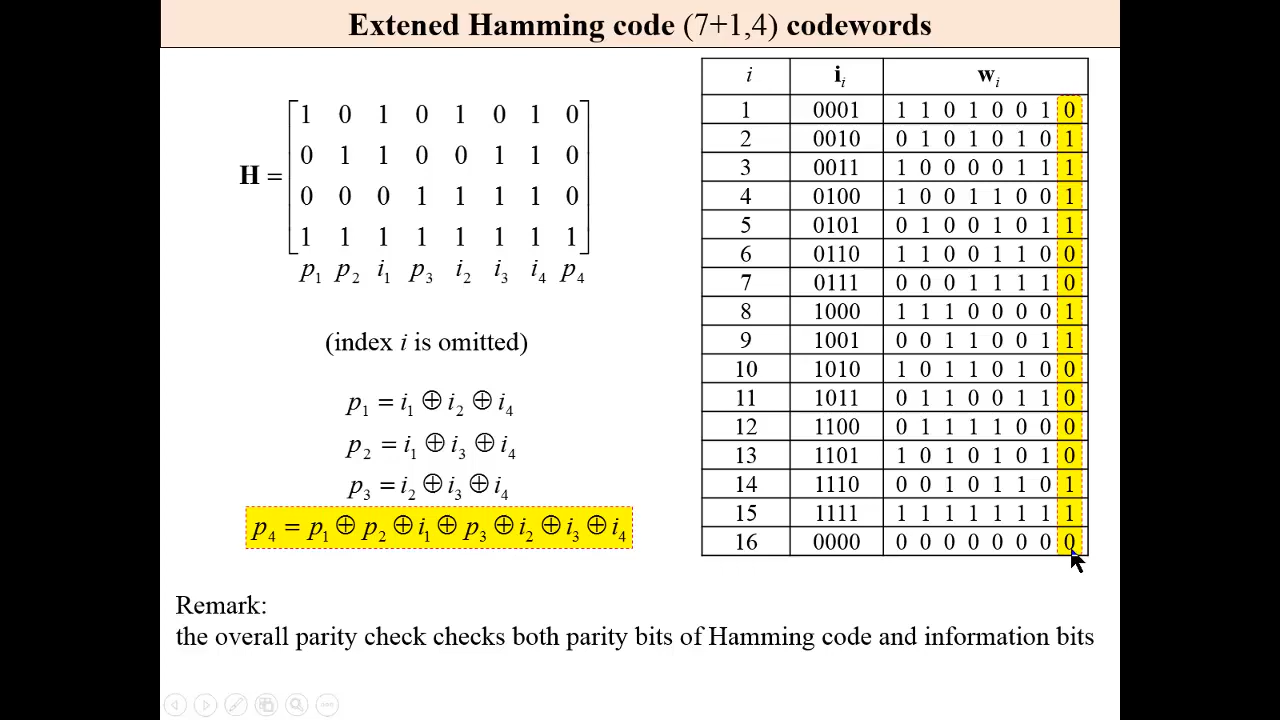 Extened Hamming code (7+1,4) codewords
H =
1 0 1 0 1 0 1 0
0 1 1 0 0 1 1 0
0 0 0 1 1 1 1 0
1 1 1 1 1 1 1 1
p1 p2 i1 p3 i2 i3 i4 p4
(index i is omitted)
p1 = i1 ⊕ i2 ⊕ i4
p2 = i1 ⊕ i3 ⊕ i4
p3 = i2 ⊕ i3 ⊕ i4
p4 = p1 ⊕ p2 ⊕ i1 ⊕ p3 ⊕ i2 ⊕ i3 ⊕ i4
i ii wi
1 0001 1 1 0 1 0 0 1 0
2 0010 0 1 0 1 0 1 0 1
3 0011 1 0 0 0 0 1 1 1
4 0100 1 0 0 1 1 0 0 1
5 0101 0 1 0 0 1 0 1 1
6 0110 1 1 0 0 1 1 0 0
7 0111 0 0 0 1 1 1 1 0
8 1000 1 1 1 0 0 0 0 1
9 1001 0 0 1 1 0 0 1 1
10 1010 1 0 1 1 0 1 0 0
11 1011 0 1 1 0 0 1 1 0
12 1100 0 1 1 1 1 0 0 0
13 1101 1 0 1 0 1 0 1 0
14 1110 0 0 1 0 1 1 0 1
15 1111 1 1 1 1 1 1 1 1
16 0000 0 0 0 0 0 0 0 0
Remark:
the overall parity check checks both parity bits of Hamming code and information bits